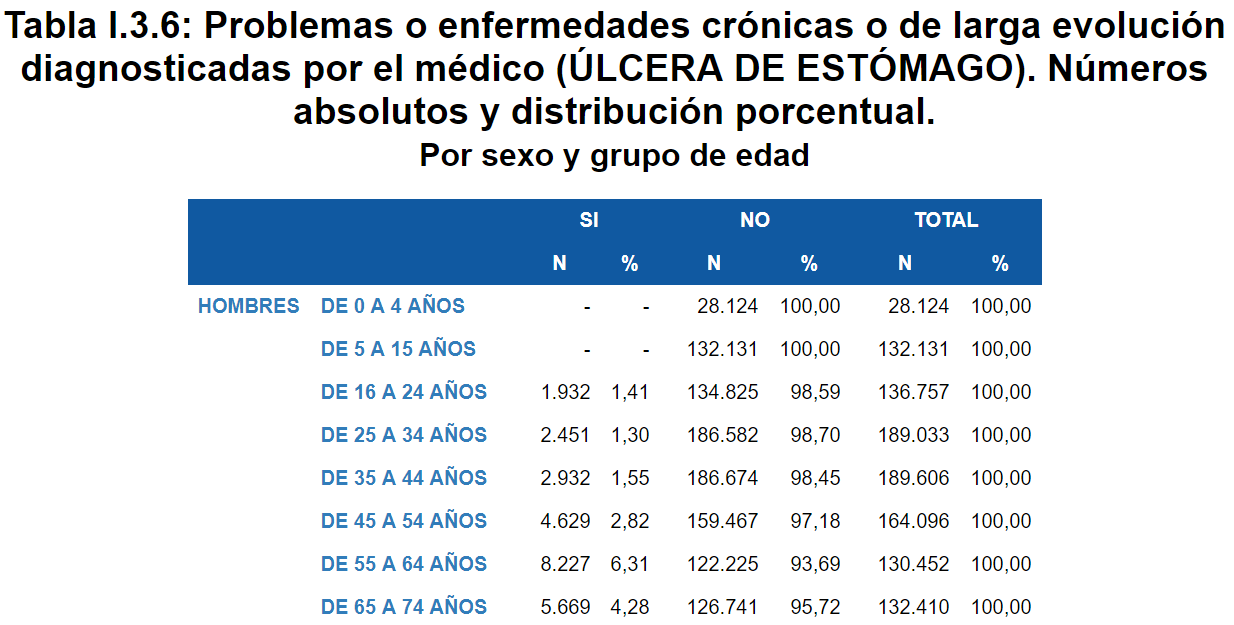 Tabla I.3.6: Problemas o enfermedades crónicas o de larga evolución
diagnosticadas por el médico (ÚLCERA DE ESTÓMAGO). Números
absolutos y distribución porcentual.
Por sexo y grupo de edad
SI NO TOTAL
N % N % N %
HOMBRES DE 0 A 4 AÑOS - - 28.124 100,00 28.124 100,00
DE 5 A 15 AÑOS - - 132.131 100,00 132.131 100,00
DE 16 A 24 AÑOS 1.932 1,41 134.825 98,59 136.757 100,00
DE 25 A 34 AÑOS 2.451 1,30 186.582 98,70 189.033 100,00
DE 35 A 44 AÑOS 2.932 1,55 186.674 98,45 189.606 100,00
DE 45 A 54 AÑOS 4.629 2,82 159.467 97,18 164.096 100,00
DE 55 A 64 AÑOS 8.227 6,31 122.225 93,69 130.452 100,00
DE 65 A 74 AÑOS 5.669 4,28 126.741 95,72 132.410 100,00